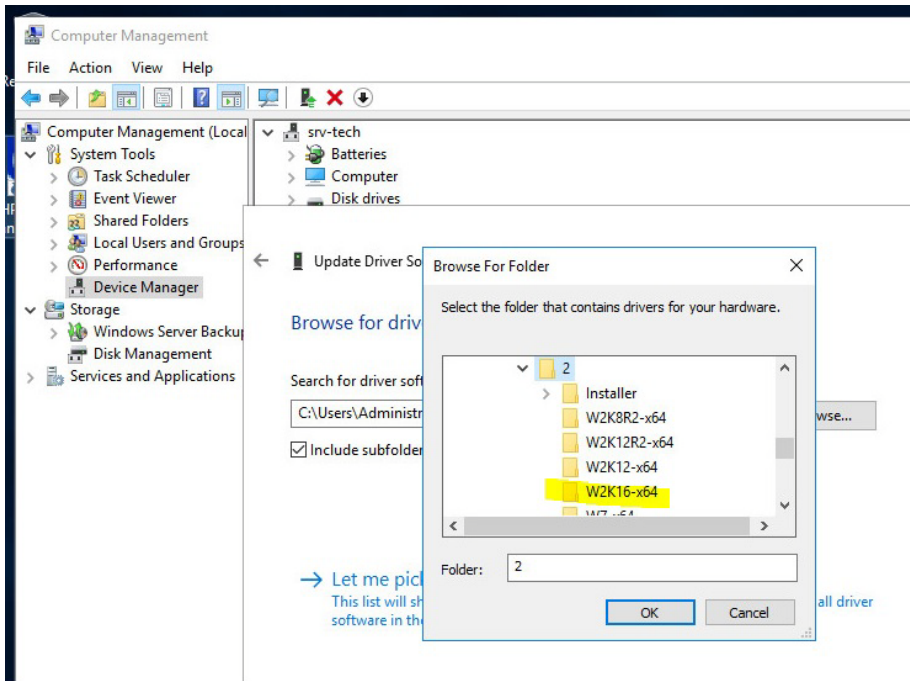 Computer Management
File Action View Help
Computer Management (Local
System Tools
Task Scheduler
Event Viewer
Shared Folders
Local Users and Groups
Performance
Device Manager
Storage
Windows Server Backup
Disk Management
Services and Applications
srv-tech
Batteries
Computer
Disk drives
Update Driver So
Browse for driv
Search for driver soft
C:\Users\Administr
wse...
Include subfolder
Let me pick
This list will sh
all driver
software in the
Browse For Folder
Select the folder that contains drivers for your hardware.
2
Installer
W2K8R2-x64
W2K12R2-x64
W2K12-x64
W2K16-x64
W7-x64
Folder: 2
OK Cancel